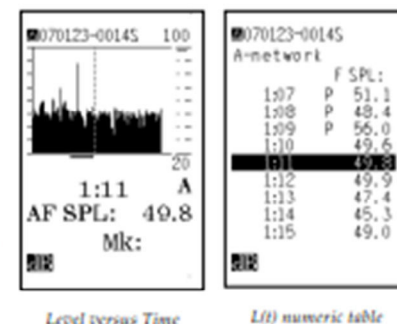 070123-0014S 100
20
1:11 A
AF SPL: 49.8
Mk:
dB
Level versus Time
070123-0014S
A-network
F SPL:
1:07 P 51.1
1:08 P 48.4
1:09 P 56.0
1:10 49.6
1:11 49.8
1:12 49.9
1:13 47.4
1:14 45.3
1:15 49.0
dB
L(t) numeric table